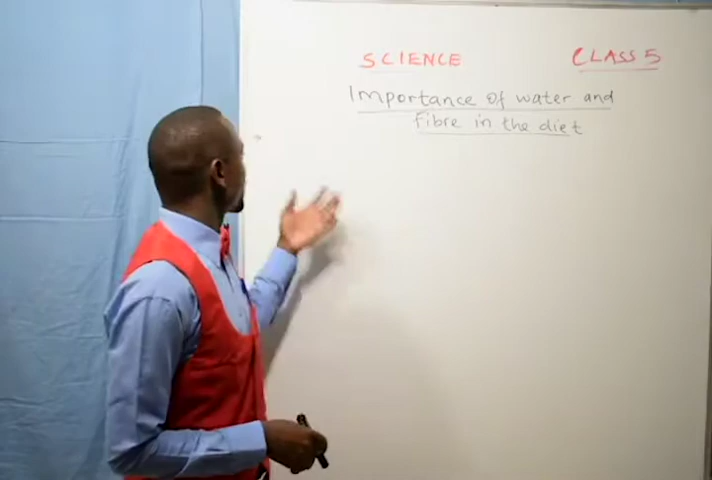 SCIENCE CLASS 5
Importance of water and
fibre in the diet